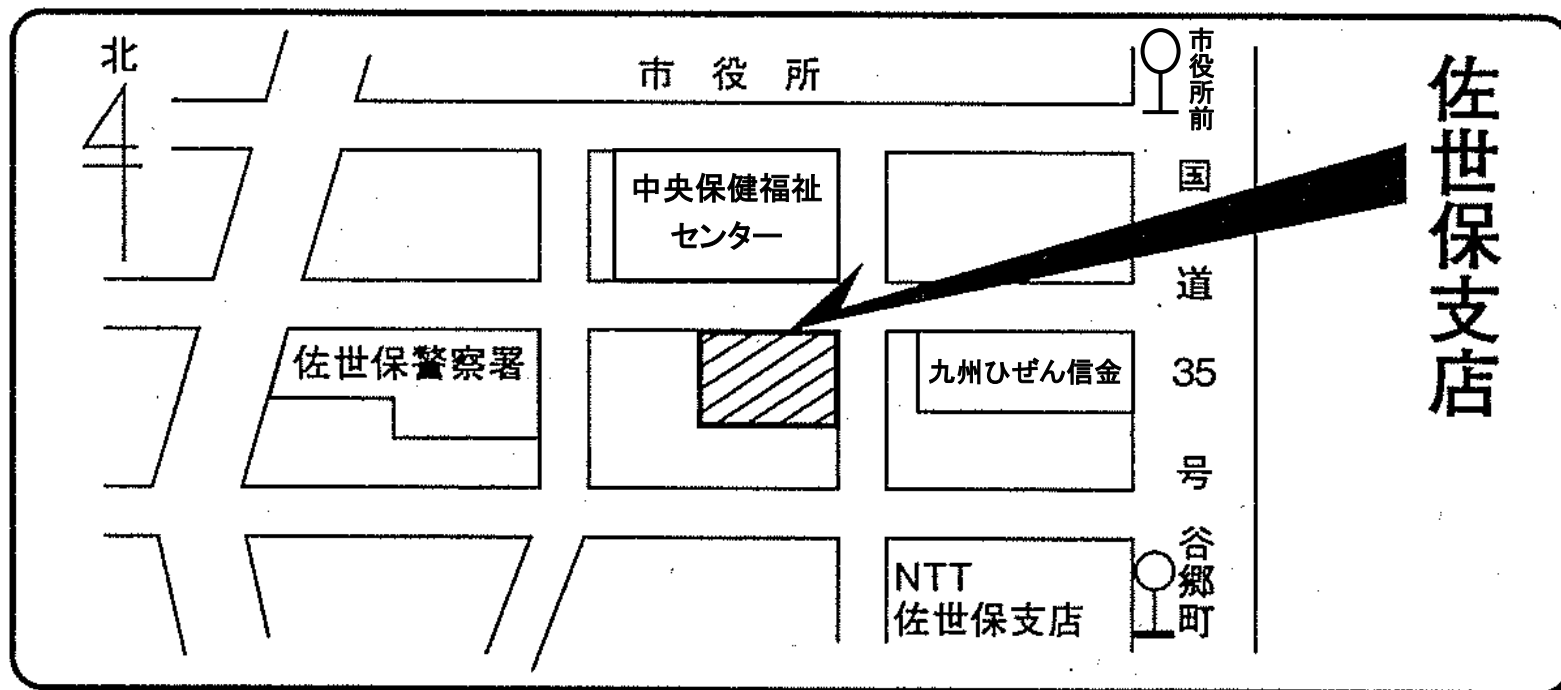 北
市役所
市役所前
佐世保支店
中央保健福祉
センター
国道35号
佐世保警察署
九州ひぜん信金
谷郷町
NTT
佐世保支店